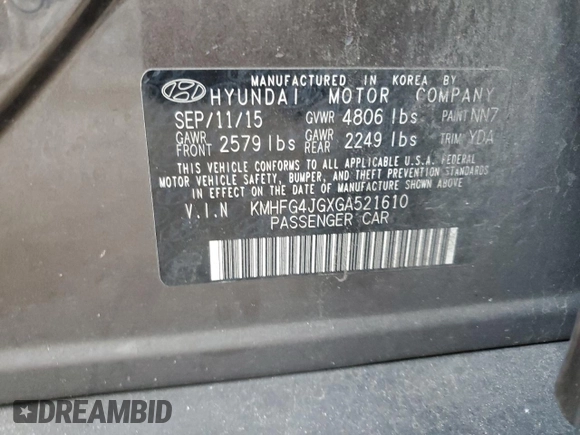 MANUFACTURED IN KOREA BY
HYUNDAI MOTOR COMPANY
SEP/11/15 GVWR 4806 lbs PAINT NN7
GAWR FRONT 2579 lbs GAWR REAR 2249 lbs TRIM YDA
THIS VEHICLE CONFORMS TO ALL APPLICABLE U.S.A. FEDERAL
MOTOR VEHICLE SAFETY, BUMPER, AND THEFT PREVENTION STANDARDS
IN EFFECT ON THE DATE OF MANUFACTURE SHOWN ABOVE
V.I.N KMHFG4JGXGA521610
PASSENGER CAR
DREAMBID